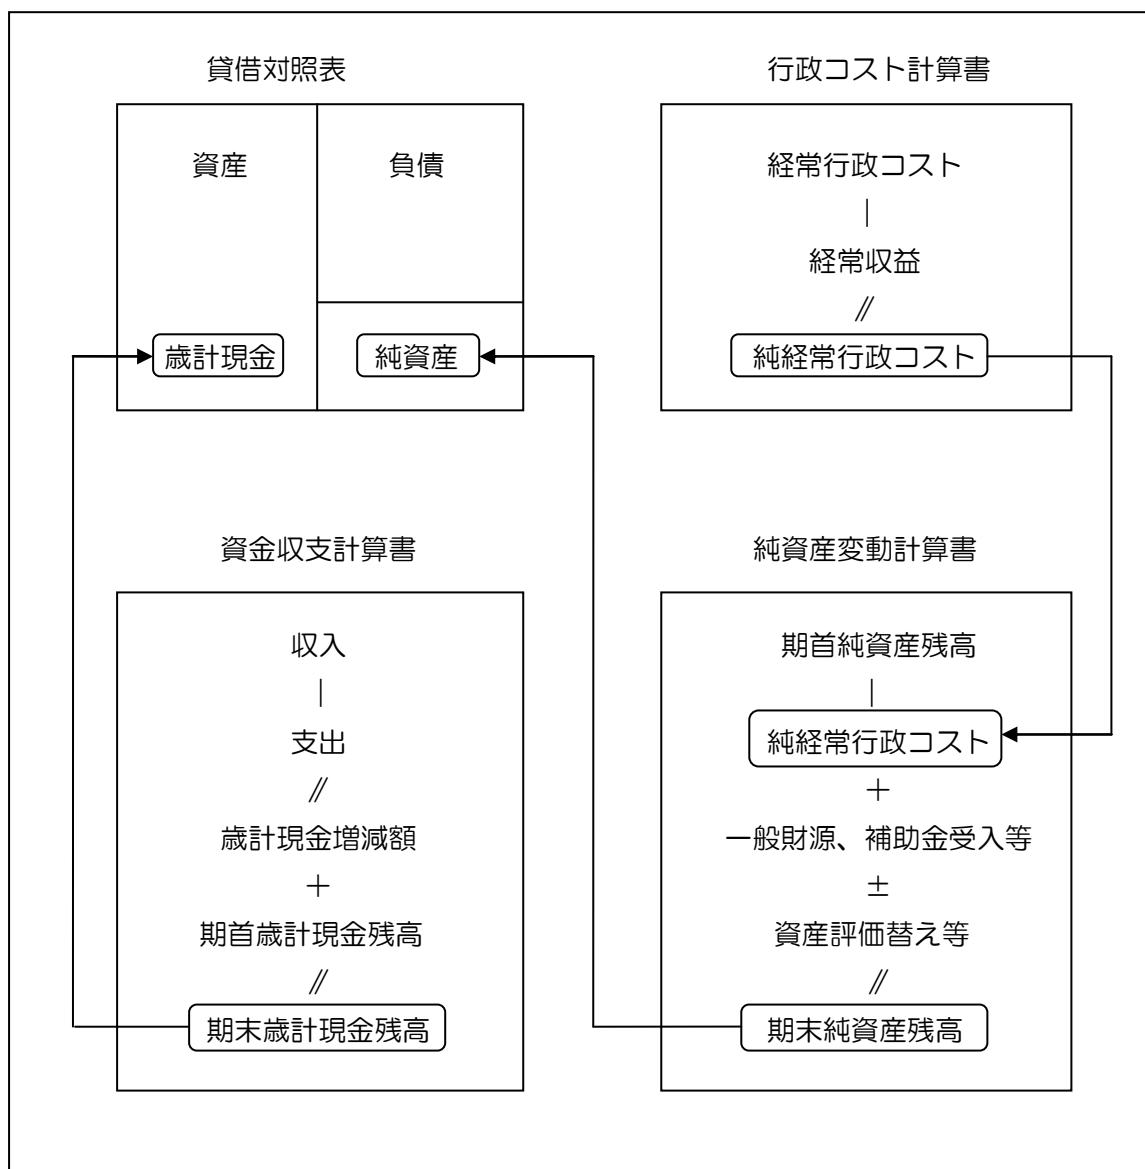 貸借対照表
資産
負債
歳計現金
純資産
行政コスト計算書
経常行政コスト
|
経常収益
//
純経常行政コスト
資金収支計算書
収入
|
支出
//
歳計現金増減額
＋
期首歳計現金残高
//
期末歳計現金残高
純資産変動計算書
期首純資産残高
|
純経常行政コスト
＋
一般財源、補助金受入等
±
資産評価替え等
//
期末純資産残高